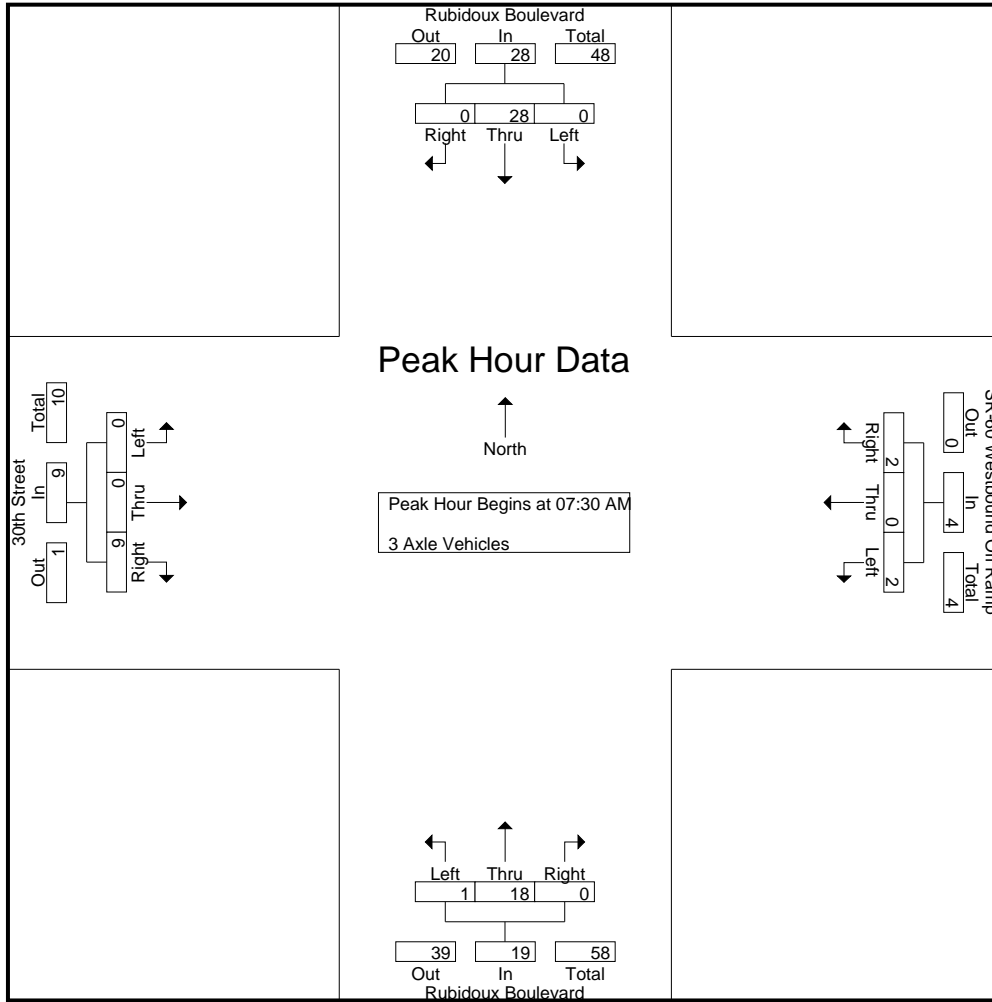 Rubidoux Boulevard
Out In Total
20 28 48
0 28 0
Right Thru Left
Peak Hour Data
North
Peak Hour Begins at 07:30 AM
3 Axle Vehicles
30th Street
Total In Out
10 9 1
0 0 9
Left Thru Right
Right Thru Left
2 0 2
Out In Total
0 4 4
Westbound Ramp
Left Thru Right
1 18 0
39 19 58
Out In Total
Rubidoux Boulevard